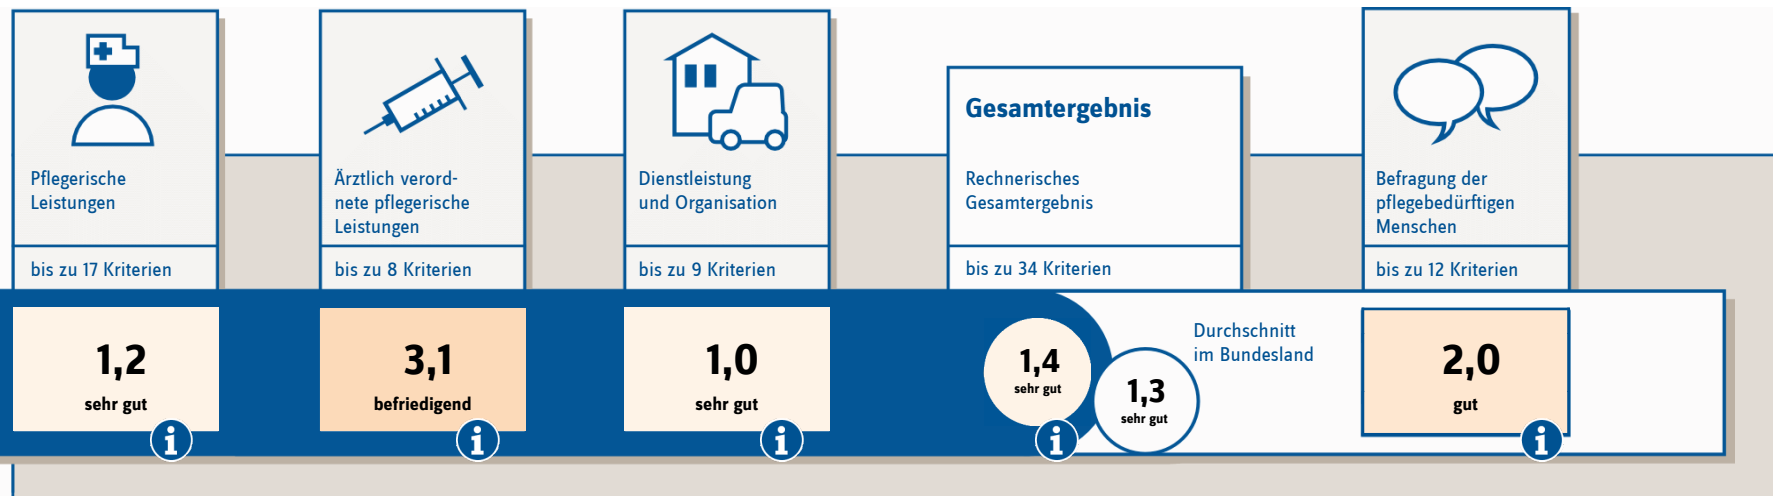 Pflegerische
Leistungen
bis zu 17 Kriterien
1,2
sehr gut
i
Ärztlich verord-
nete pflegerische
Leistungen
bis zu 8 Kriterien
3,1
befriedigend
i
Dienstleistung
und Organisation
bis zu 9 Kriterien
1,0
sehr gut
i
Gesamtergebnis
Rechnerisches
Gesamtergebnis
bis zu 34 Kriterien
1,4
sehr gut
i
1,3
sehr gut
Durchschnitt
im Bundesland
Befragung der
pflegebedürftigen
Menschen
bis zu 12 Kriterien
2,0
gut
i